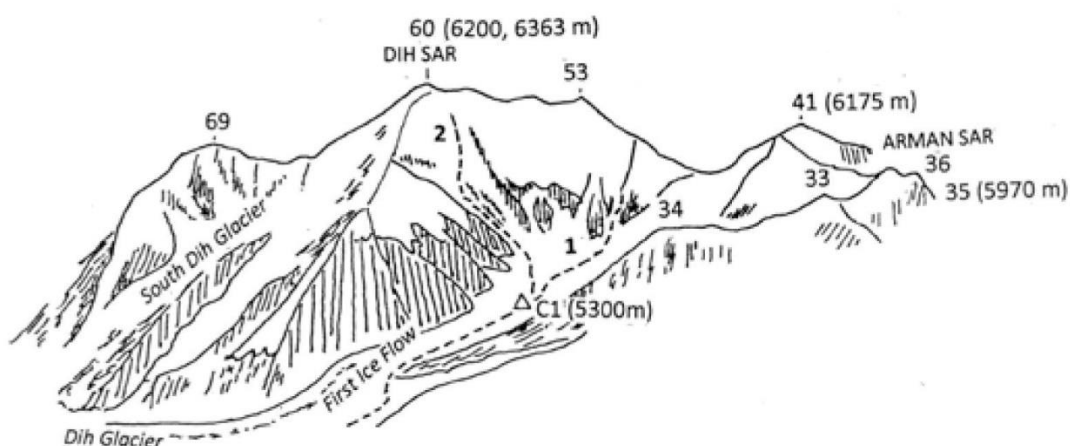 60 (6200, 6363 m)
DIH SAR
53
41 (6175 m)
69
2
ARMAN SAR
36
33
35 (5970 m)
34
South Dih Glacier
1
C1 (5300m)
First Ice Flow
Dih Glacier